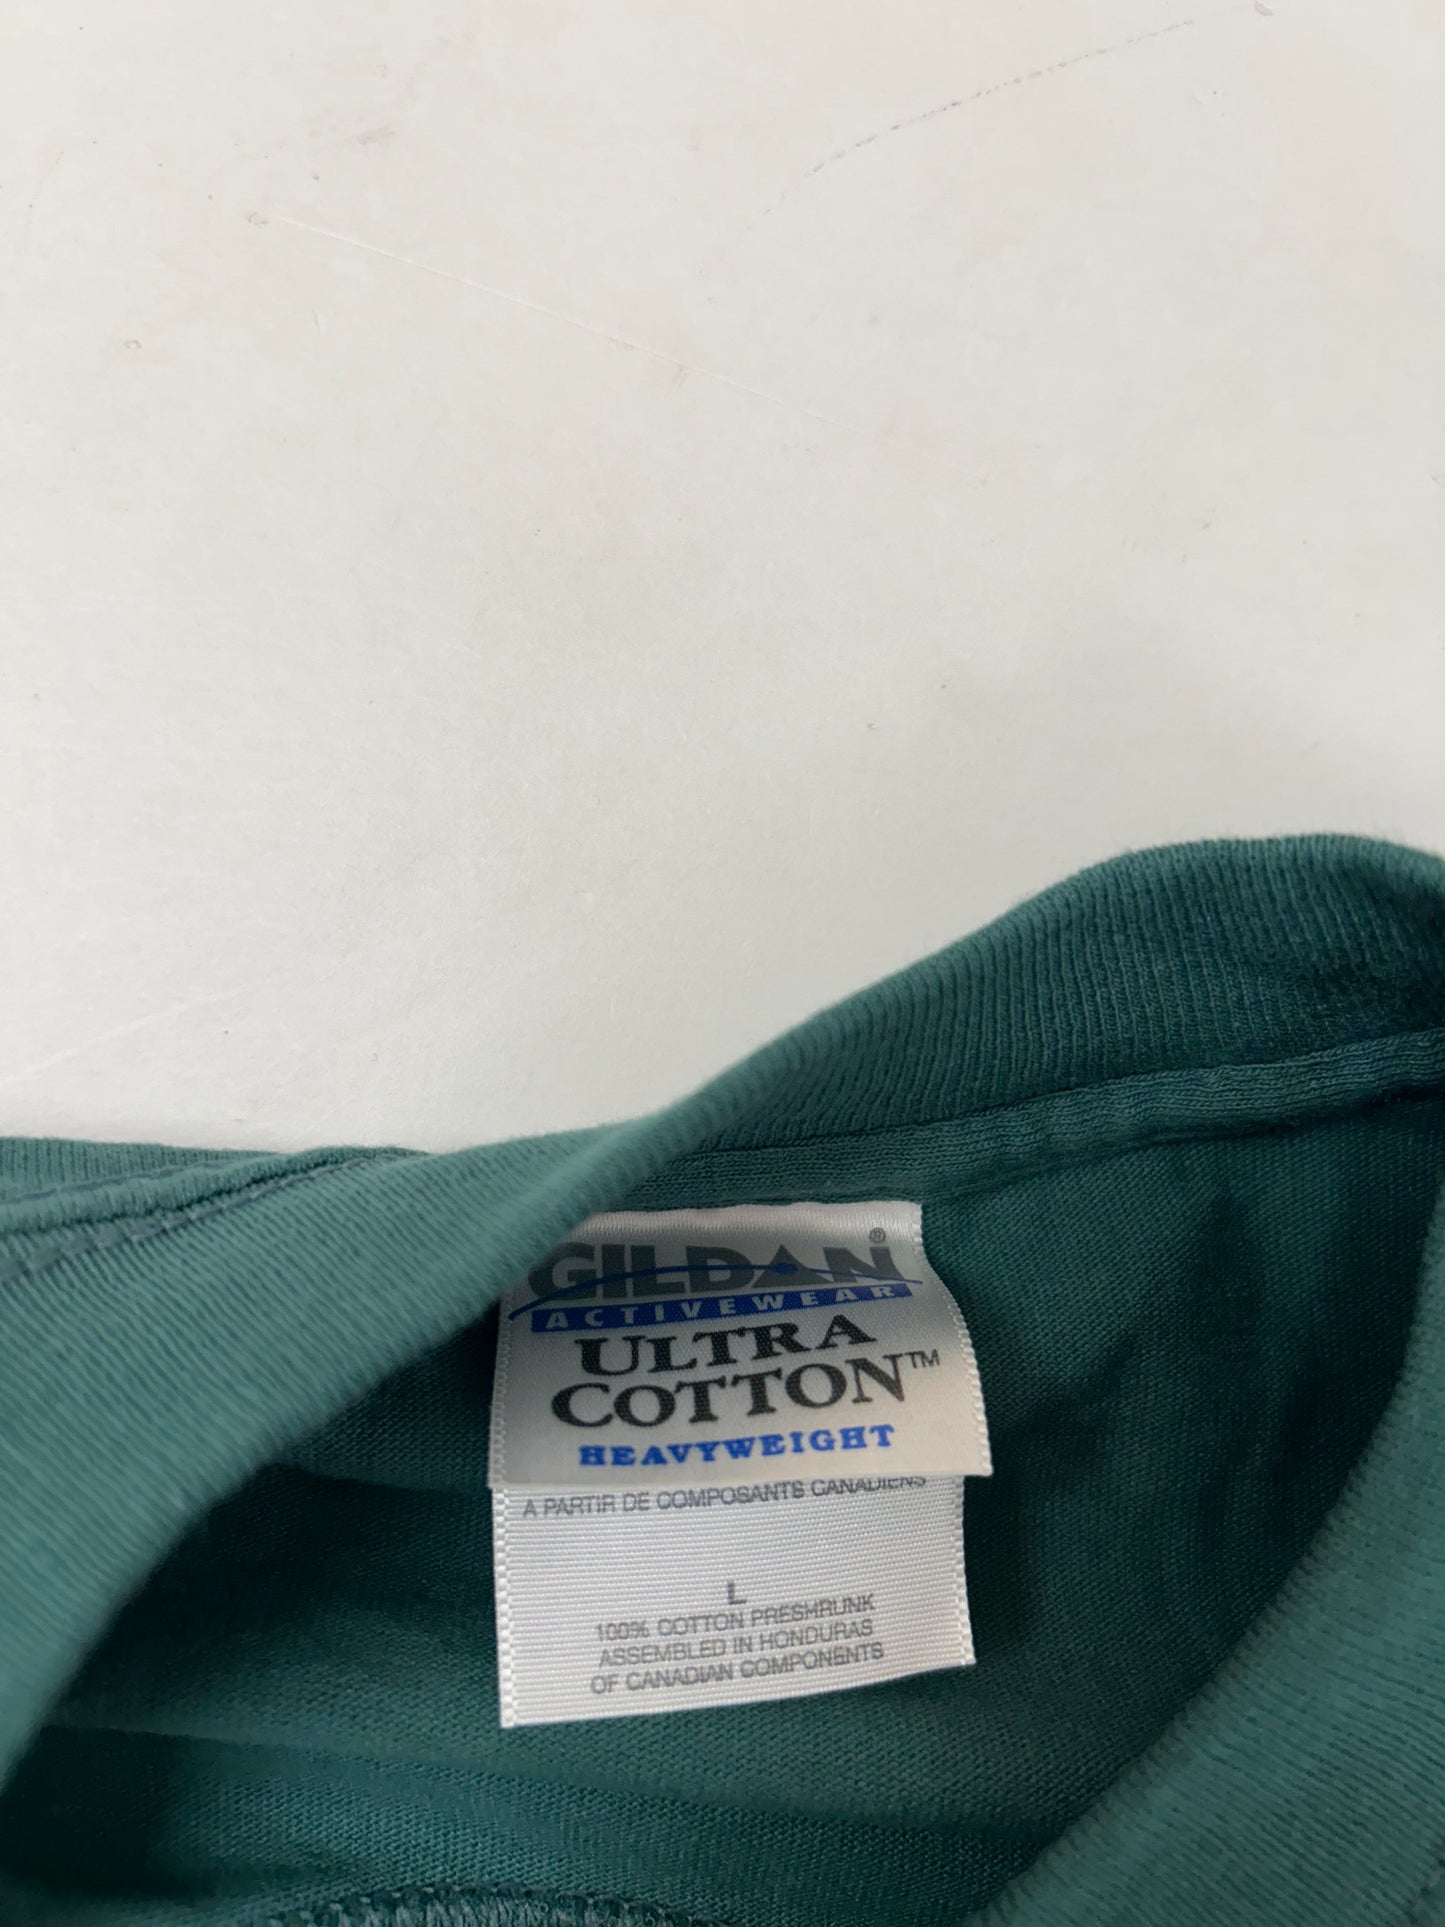 GILDAN®
ACTIVEWEAR
ULTRA
COTTON™
HEAVYWEIGHT
A PARTIR DE COMPOSANTS CANADIENS
L
100% COTTON PRESHRUNK
ASSEMBLED IN HONDURAS
OF CANADIAN COMPONENTS